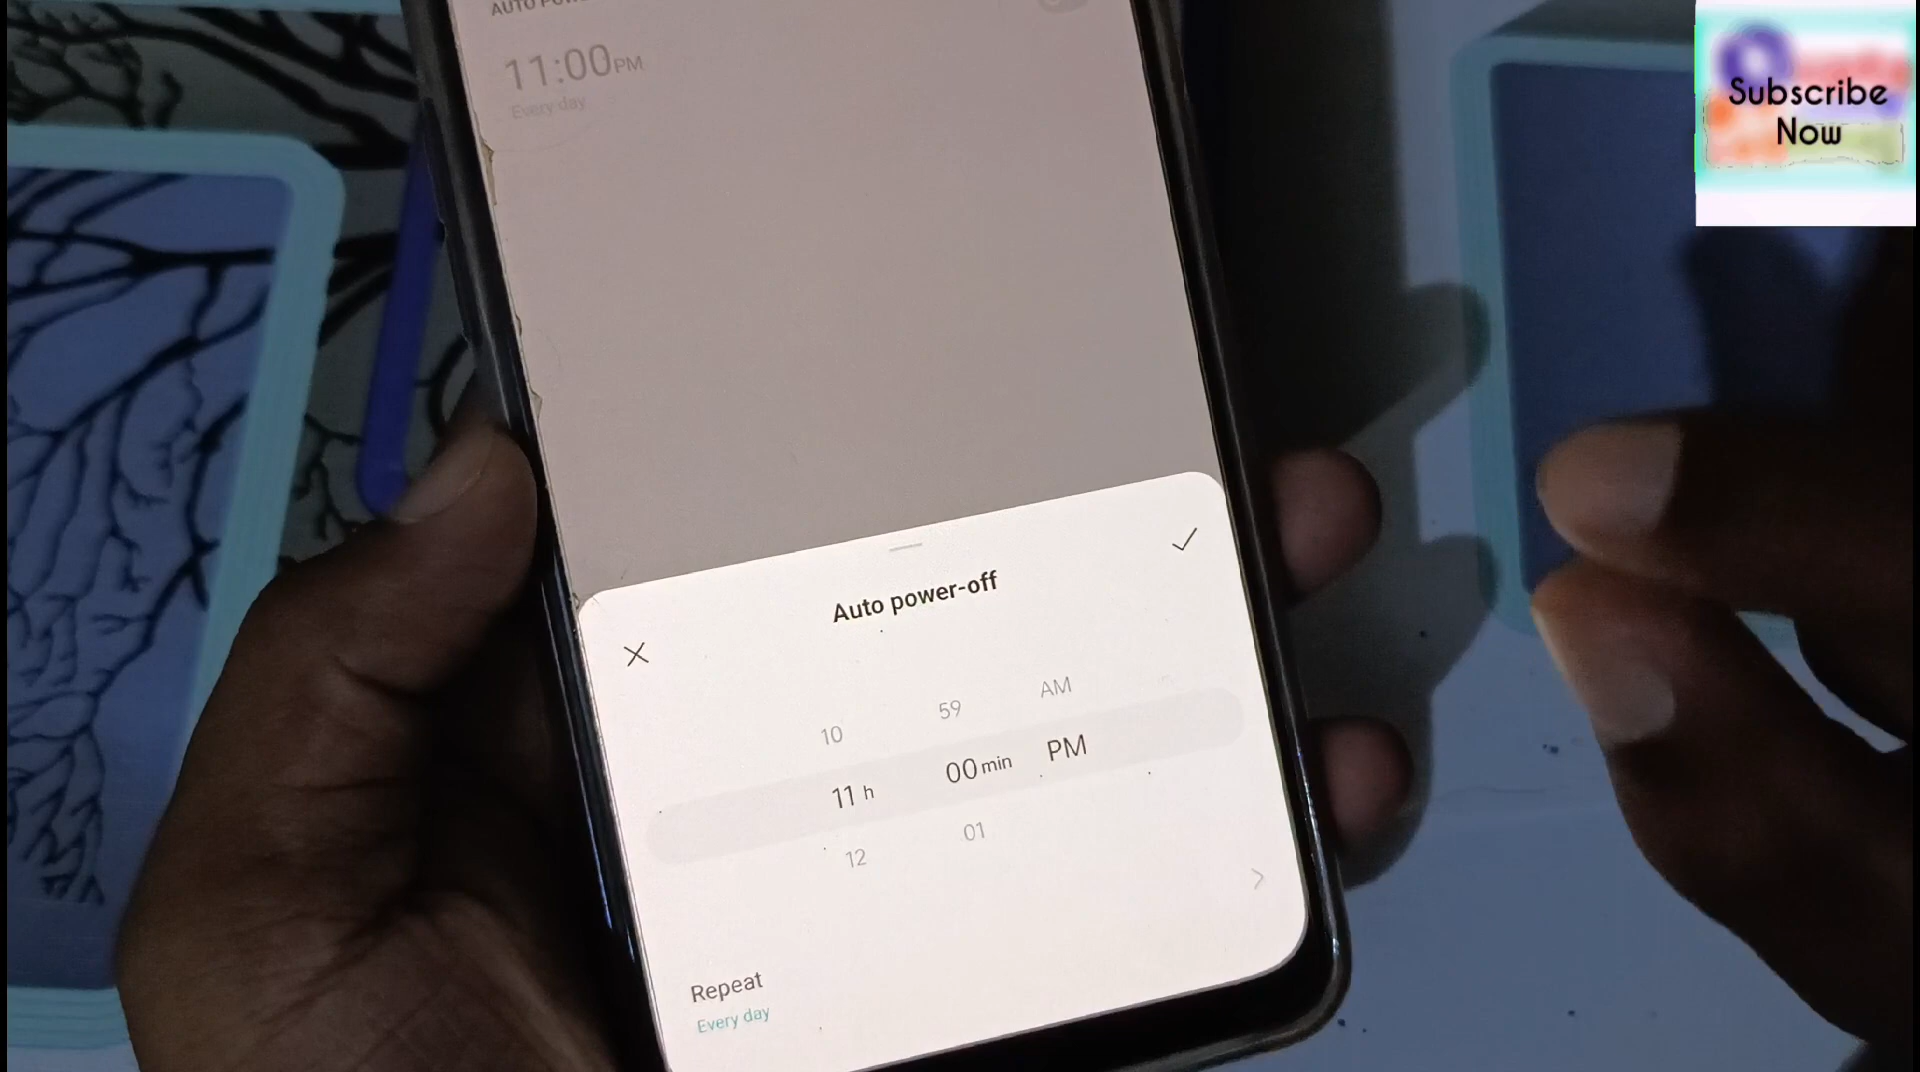 AUTO
11:00PM
Every day
Subscribe
Now
Auto power-off
10 59 AM
11 h 00 min PM
12 01
Repeat
Every day